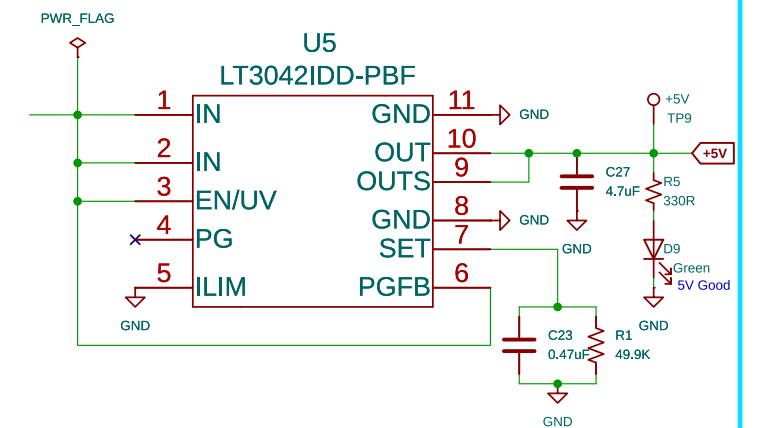 PWR_FLAG
U5
LT3042IDD-PBF
1
IN
2
IN
3
EN/UV
4
PG
5
ILIM
GND
11
GND
GND
10
OUT
9
OUTS
8
GND
GND
7
SET
6
PGFB
C27
4.7uF
GND
+5V
TP9
+5V
R5
330R
D9
Green
5V Good
GND
C23
0.47uF
R1
49.9K
GND